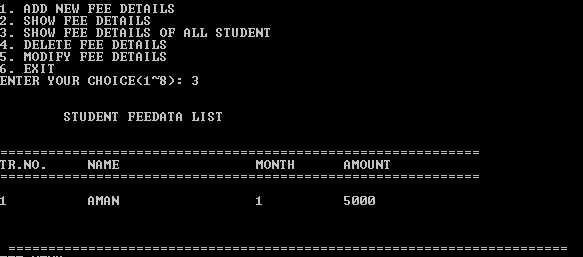 1. ADD NEW FEE DETAILS
2. SHOW FEE DETAILS
3. SHOW FEE DETAILS OF ALL STUDENT
4. DELETE FEE DETAILS
5. MODIFY FEE DETAILS
6. EXIT
ENTER YOUR CHOICE(1~8): 3
STUDENT FEEDATA LIST
============================================================
TR.NO. NAME MONTH AMOUNT
============================================================
1 AMAN 1 5000
======================================================================